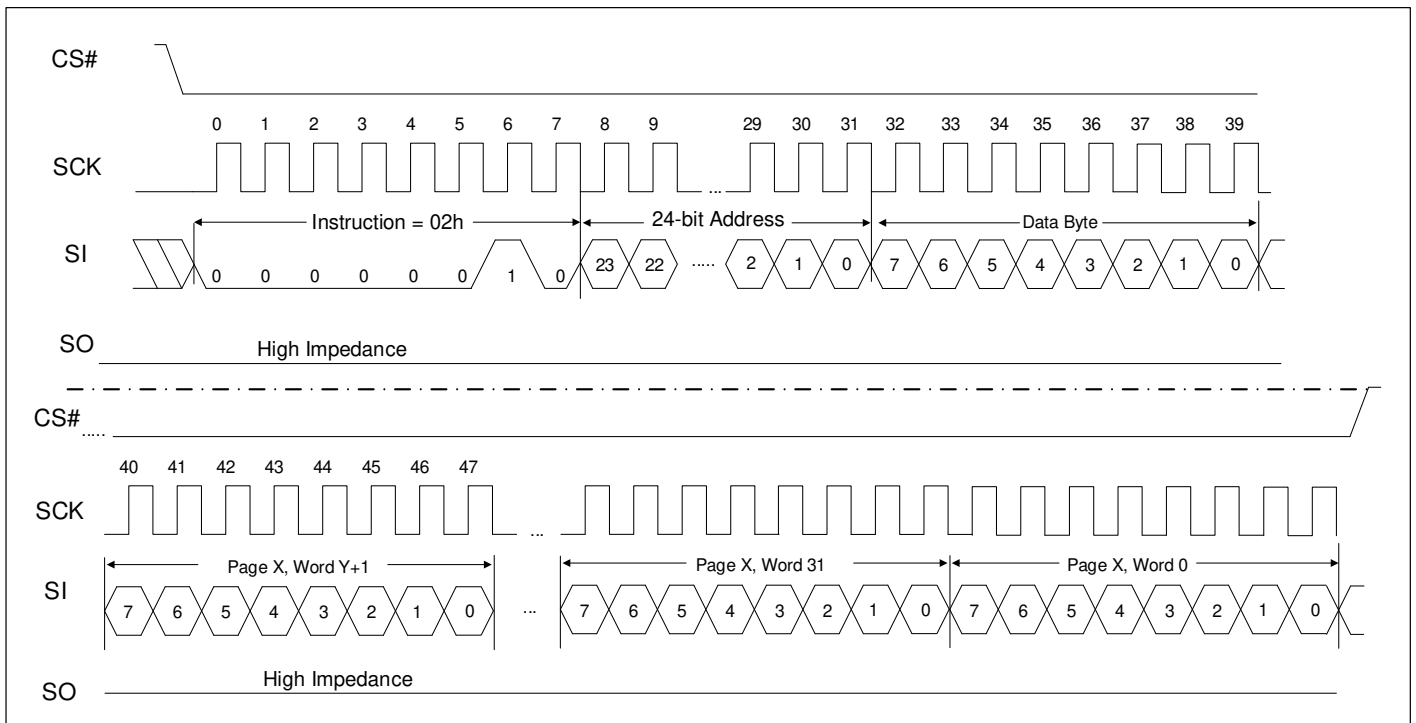 CS#
0 1 2 3 4 5 6 7 8 9 29 30 31 32 33 34 35 36 37 38 39
SCK ...
Instruction = 02h 24-bit Address Data Byte
SI 0 0 0 0 0 0 1 0 23 22 ..... 2 1 0 7 6 5 4 3 2 1 0
SO High Impedance
CS# .....
40 41 42 43 44 45 46 47
SCK ...
Page X, Word Y+1 Page X, Word 31 Page X, Word 0
SI 7 6 5 4 3 2 1 0 ... 7 6 5 4 3 2 1 0 7 6 5 4 3 2 1 0
SO High Impedance